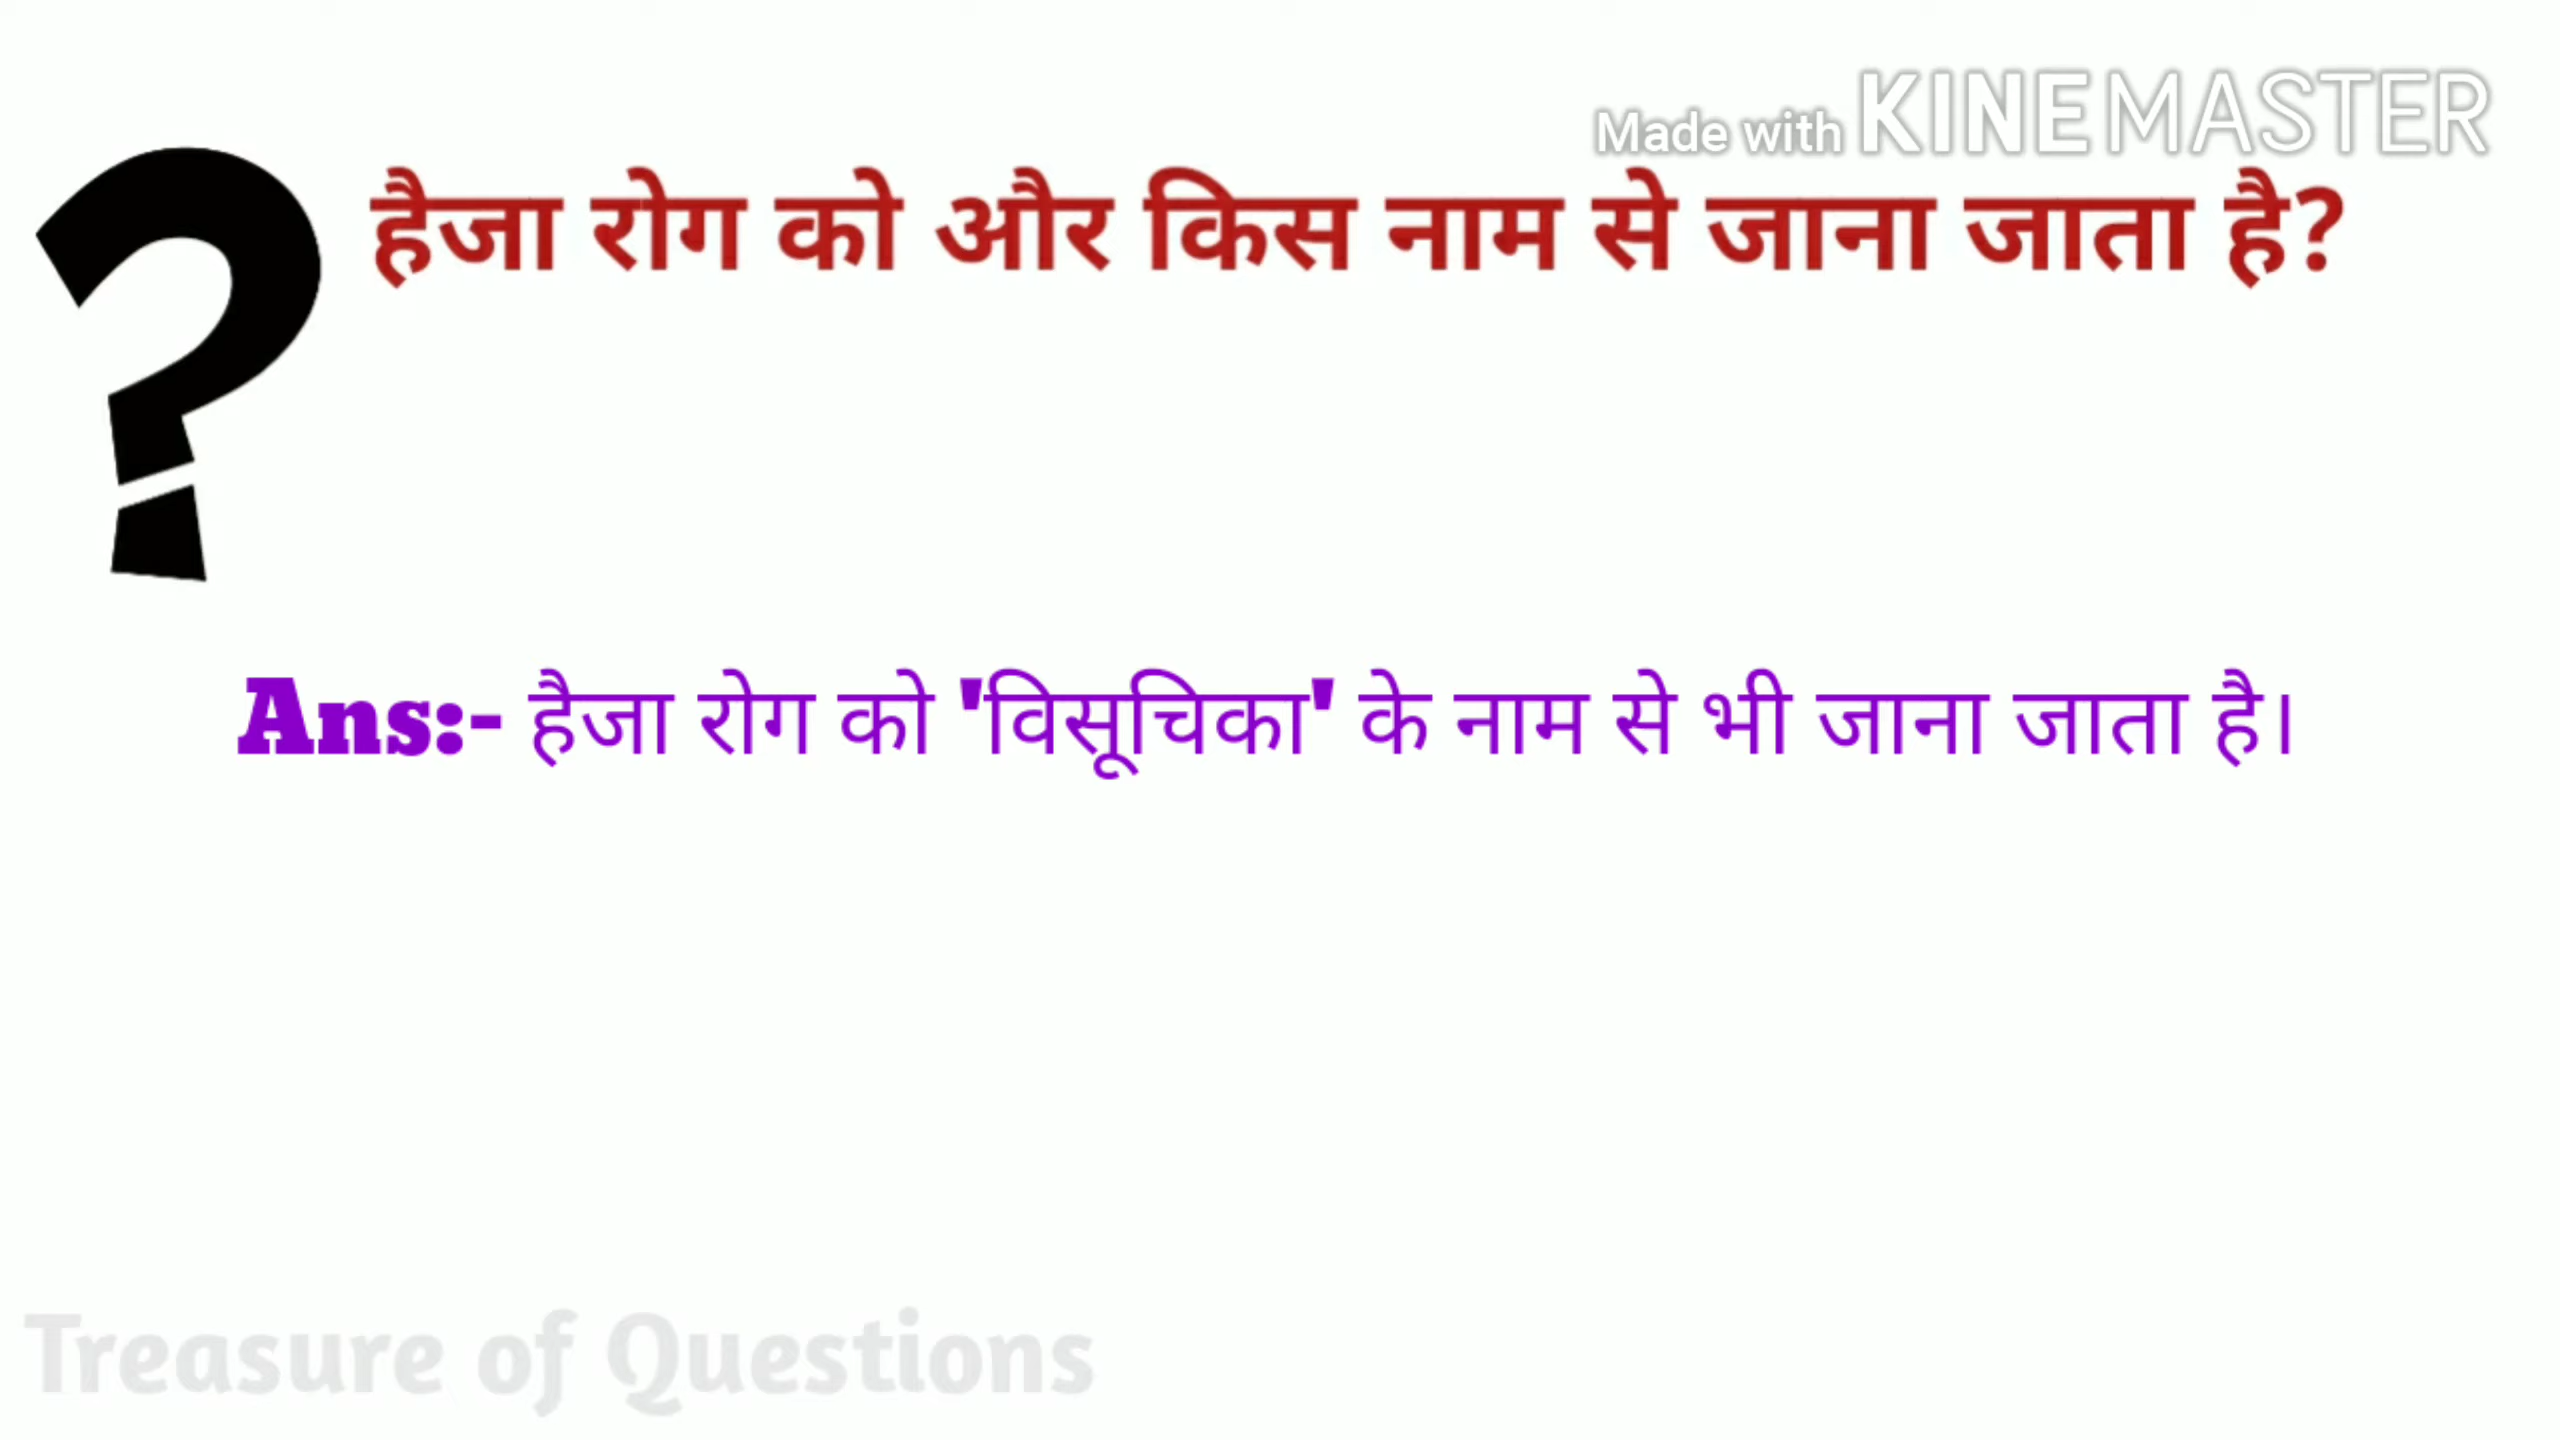 Made with KINEMASTER
हैजा रोग को और किस नाम से जाना जाता है?
Ans:- हैजा रोग को 'विसूचिका' के नाम से भी जाना जाता है।
Treasure of Questions